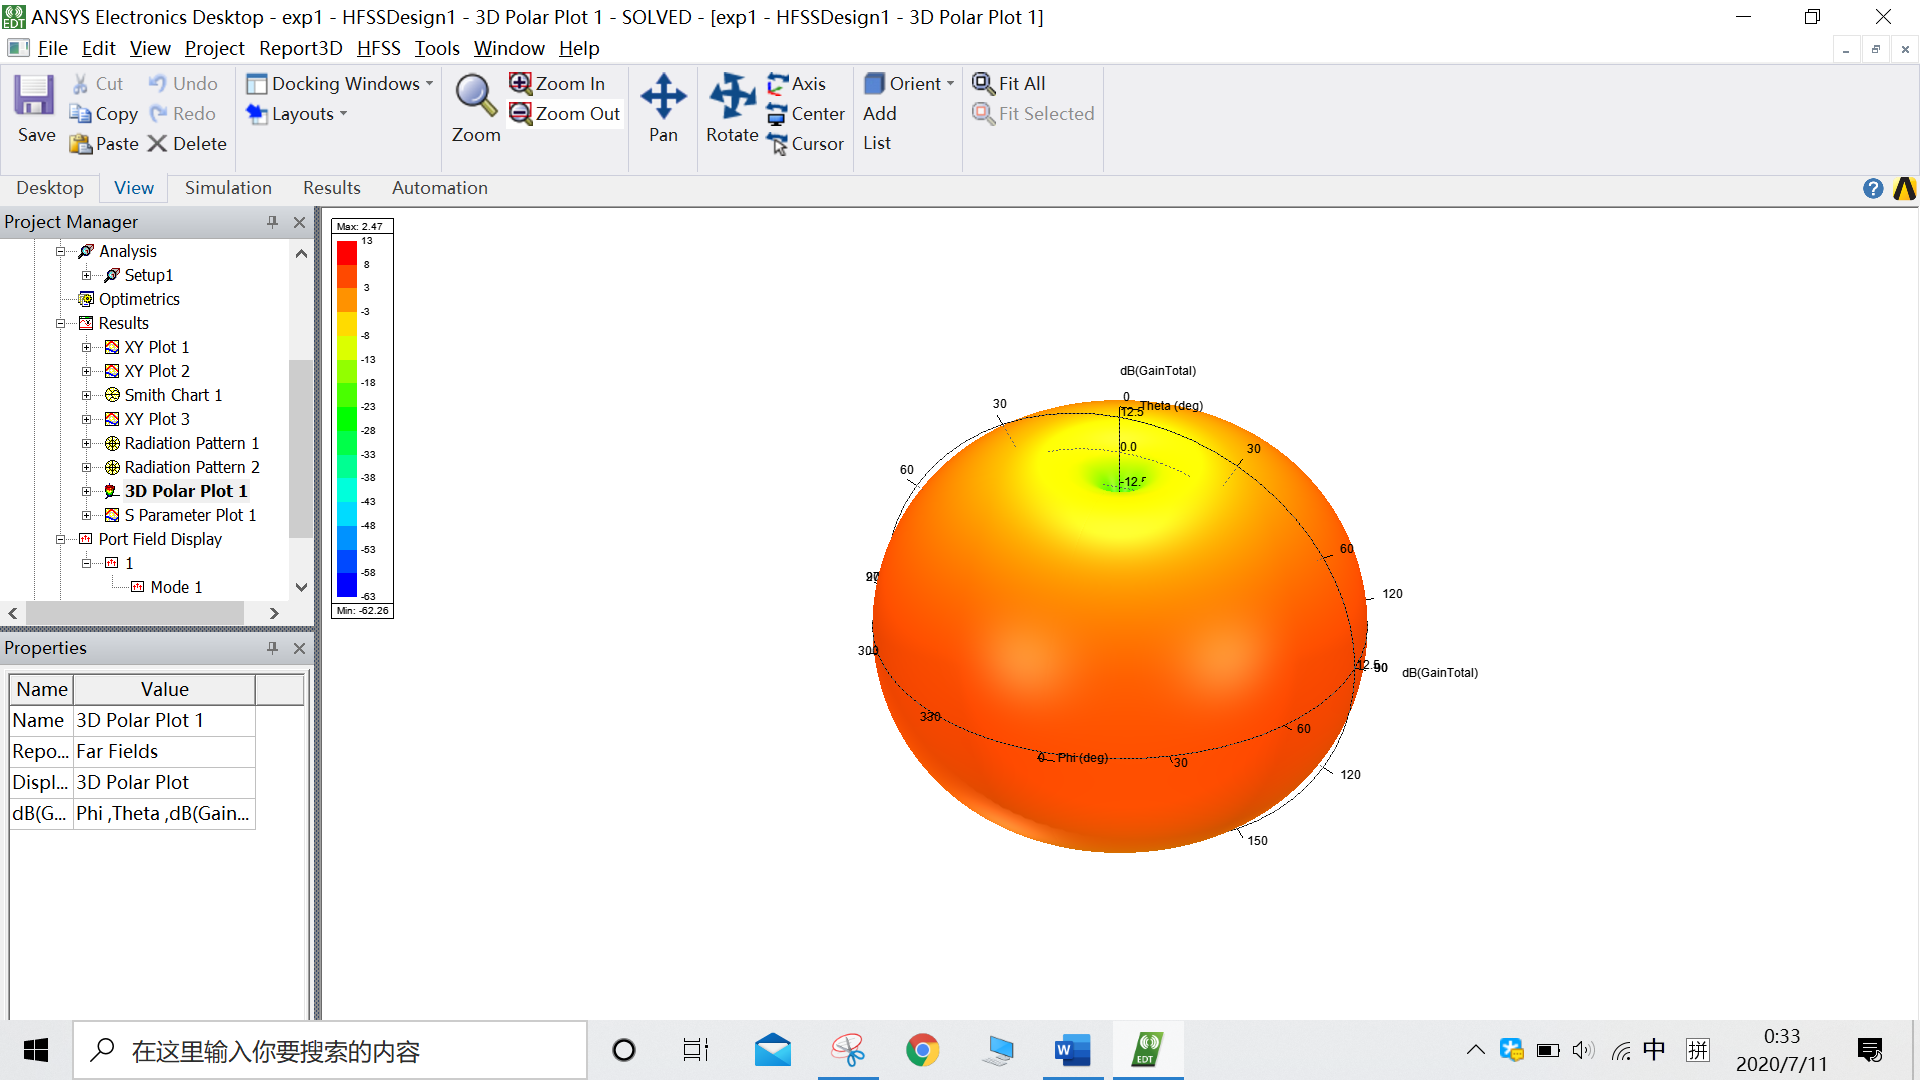 ANSYS Electronics Desktop - exp1 - HFSSDesign1 - 3D Polar Plot 1 - SOLVED - [exp1 - HFSSDesign1 - 3D Polar Plot 1]
File Edit View Project Report3D HFSS Tools Window Help
Save
Cut
Copy
Paste
Undo
Redo
Delete
Docking Windows
Layouts
Zoom
Zoom In
Zoom Out
Pan
Rotate
Axis
Center
Cursor
Orient
Add
List
Fit All
Fit Selected
Desktop View Simulation Results Automation
Project Manager
Analysis
Setup1
Optimetrics
Results
XY Plot 1
XY Plot 2
Smith Chart 1
XY Plot 3
Radiation Pattern 1
Radiation Pattern 2
3D Polar Plot 1
S Parameter Plot 1
Port Field Display
1
Mode 1
Properties
Name Value
Name 3D Polar Plot 1
Repo... Far Fields
Displ... 3D Polar Plot
dB(G... Phi ,Theta ,dB(Gain...
Max: 2.47
13
8
3
-3
-8
-13
-18
-23
-28
-33
-38
-43
-48
-53
-58
-63
Min: -62.26
dB(GainTotal)
0
Theta (deg)
12.5
30
0.0
30
60
-12.5
60
120
300
12.5
90
dB(GainTotal)
330
60
0 Phi (deg)
30
120
150
在这里输入你要搜索的内容
EDT
中
拼
0:33
2020/7/11